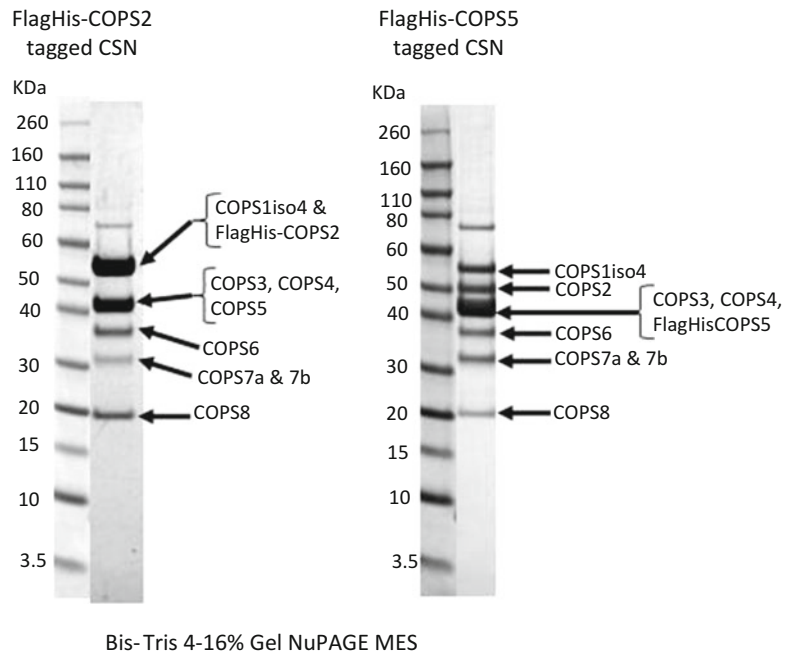 FlagHis-COPS2
tagged CSN
KDa
260
160
110
80
60
50
40
30
20
15
10
3.5
COPS1iso4 &
FlagHis-COPS2
COPS3, COPS4,
COPS5
COPS6
COPS7a & 7b
COPS8
FlagHis-COPS5
tagged CSN
KDa
260
160
110
80
60
50
40
30
20
15
10
3.5
COPS1iso4
COPS2
COPS3, COPS4,
FlagHisCOPS5
COPS6
COPS7a & 7b
COPS8
Bis-Tris 4-16% Gel NuPAGE MES